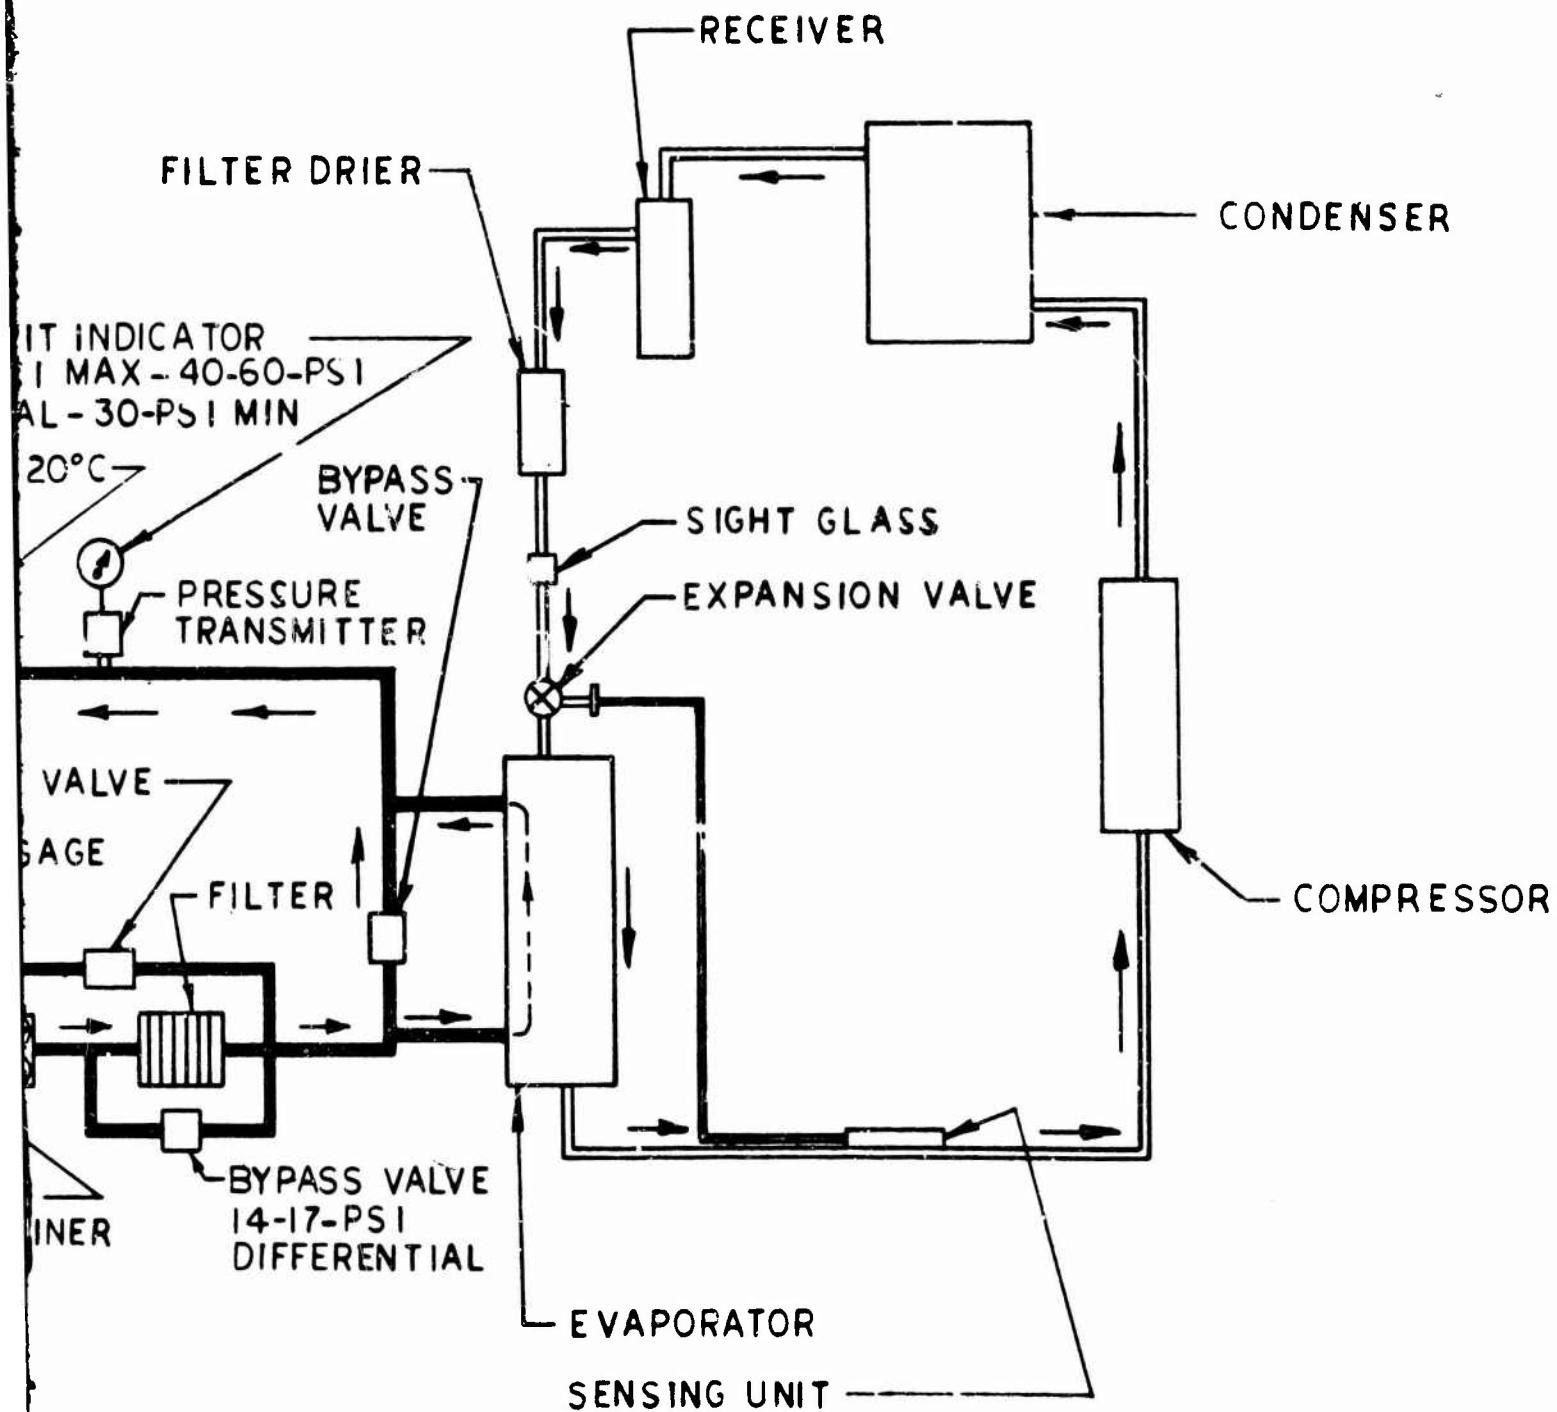 RECEIVER
FILTER DRIER
CONDENSER
IT INDICATOR
I MAX-40-60-PSI
AL-30-PSI MIN
20°C
BYPASS
VALVE
SIGHT GLASS
EXPANSION VALVE
PRESSURE
TRANSMITTER
VALVE
GAGE
FILTER
COMPRESSOR
BYPASS VALVE
14-17-PSI
DIFFERENTIAL
INER
EVAPORATOR
SENSING UNIT